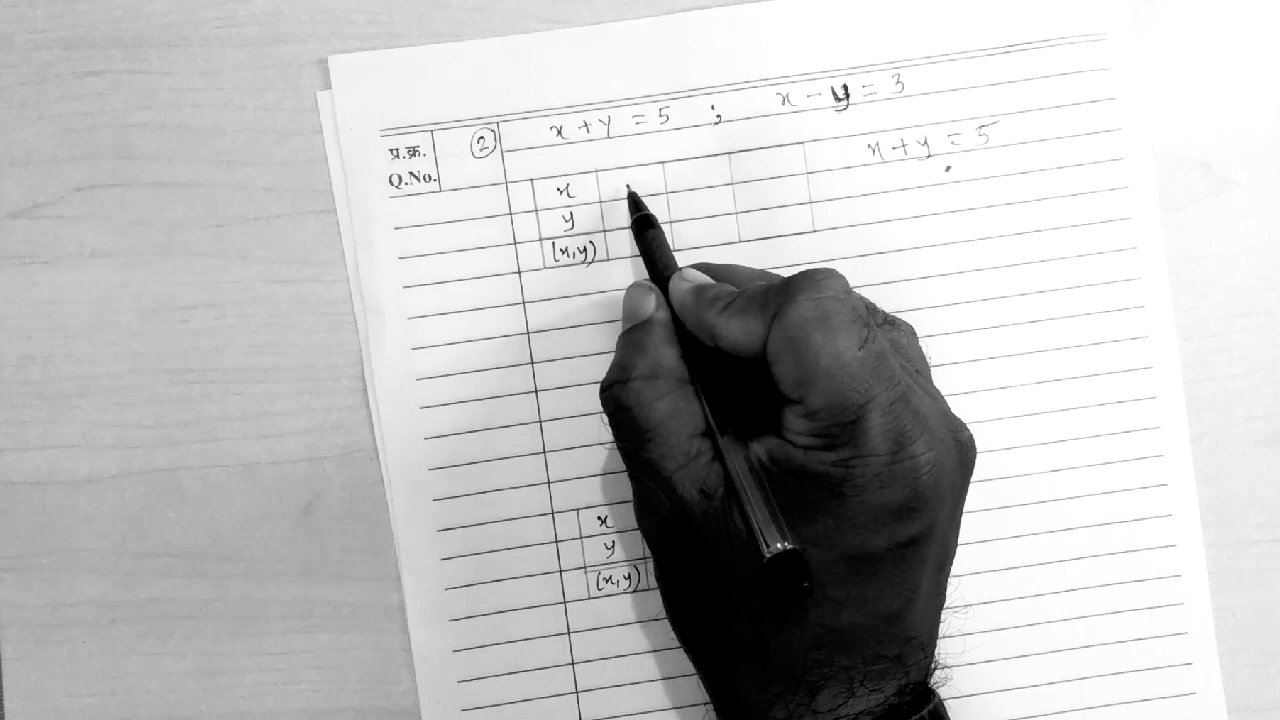 प्र.क्र. ② x + y = 5 ; x - y = 3
Q.No.
x + y = 5
x
y
(x,y)
x
y
(x,y)